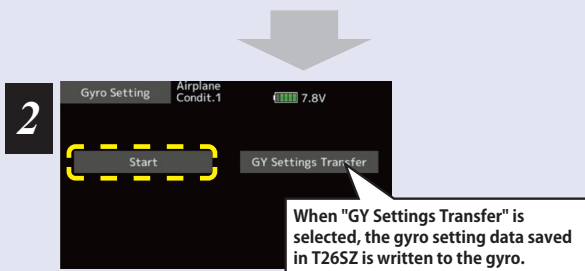 2
Gyro Setting
Airplane
Condit.1
7.8V
Start
GY Settings Transfer
When "GY Settings Transfer" is
selected, the gyro setting data saved
in T26SZ is written to the gyro.